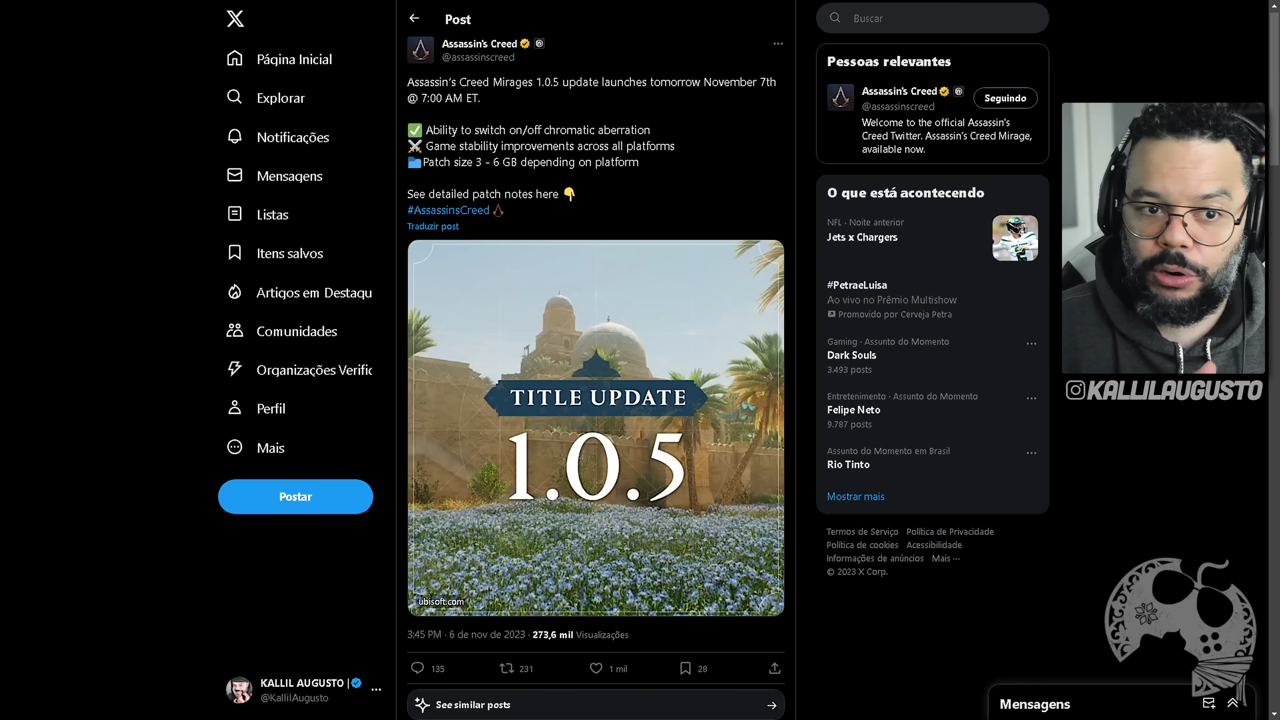 Página Inicial
Explorar
Notificações
Mensagens
Listas
Itens salvos
Artigos em Destaqu
Comunidades
Organizações Verific
Perfil
Mais
Postar
KALLIL AUGUSTO |
@KallilAugusto
Post
Assassin's Creed
@assassinscreed
Assassin's Creed Mirages 1.0.5 update launches tomorrow November 7th
@ 7:00 AM ET.
✅ Ability to switch on/off chromatic aberration
⚔️ Game stability improvements across all platforms
📁Patch size 3 - 6 GB depending on platform
See detailed patch notes here 👇
#AssassinsCreed
Traduzir post
TITLE UPDATE
1.0.5
ubisoft.com
3:45 PM · 6 de nov de 2023 · 273,6 mil Visualizações
135 231 1 mil 28
See similar posts
Buscar
Pessoas relevantes
Assassin's Creed
@assassinscreed
Seguindo
Welcome to the official Assassin's
Creed Twitter. Assassin's Creed Mirage,
available now.
O que está acontecendo
NFL · Noite anterior
Jets x Chargers
#PetraeLuisa
Ao vivo no Prêmio Multishow
Promovido por Cerveja Petra
Gaming · Assunto do Momento
Dark Souls
3.493 posts
Entretenimento · Assunto do Momento
Felipe Neto
9.787 posts
Assunto do Momento em Brasil
Rio Tinto
Mostrar mais
Termos de Serviço Política de Privacidade
Política de cookies Acessibilidade
Informações de anúncios Mais ···
© 2023 X Corp.
KALLILAUGUSTO
Mensagens